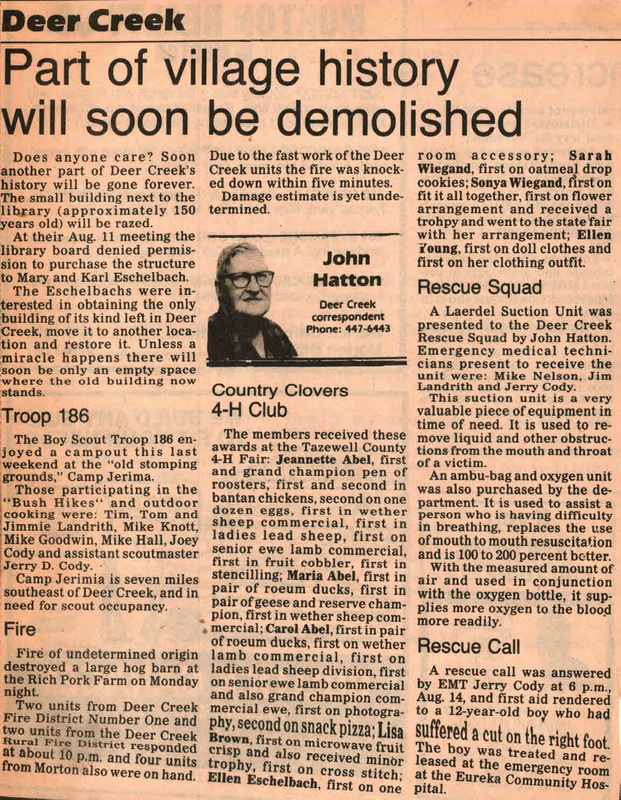 Deer Creek
Part of village history
will soon be demolished
Does anyone care? Soon
another part of Deer Creek's
history will be gone forever.
The small building next to the
library (approximately 150
years old) will be razed.
At their Aug. 11 meeting the
library board denied permis-
sion to purchase the structure
to Mary and Karl Eschelbach.
The Eschelbachs were in-
terested in obtaining the only
building of its kind left in Deer
Creek, move it to another loca-
tion and restore it. Unless a
miracle happens there will
soon be only an empty space
where the old building now
stands.
Troop 186
The Boy Scout Troop 186 en-
joyed a campout this last
weekend at the "old stomping
grounds," Camp Jerima.
Those participating in the
"Bush Hikes" and outdoor
cooking were: Tim, Tom and
Jimmie Landrith, Mike Knott,
Mike Goodwin, Mike Hall, Joey
Cody and assistant scoutmaster
Jerry D. Cody.
Camp Jerimia is seven miles
southeast of Deer Creek, and in
need for scout occupancy.
Fire
Fire of undetermined origin
destroyed a large hog barn at
the Rich Pork Farm on Monday
night.
Two units from Deer Creek
Fire District Number One and
two units from the Deer Creek
Rural Fire District responded
at about 10 p.m. and four units
from Morton also were on hand.
Due to the fast work of the Deer
Creek units the fire was knock-
ed down within five minutes.
Damage estimate is yet unde-
termined.
John
Hatton
Deer Creek
correspondent
Phone: 447-6443
Country Clovers
4-H Club
The members received these
awards at the Tazewell County
4-H Fair: Jeannette Abel, first
and grand champion pen of
roosters, first and second in
bantan chickens, second on one
dozen eggs, first in wether
sheep commercial, first in
ladies lead sheep, first on
senior ewe lamb commercial,
first in fruit cobbler, first in
stencilling; Maria Abel, first in
pair of roeum ducks, first in
pair of geese and reserve cham-
pion, first in wether sheep com-
mercial; Carol Abel, first in pair
of roeum ducks, first on wether
lamb commercial, first on
ladies lead sheep division, first
on senior ewe lamb commercial
and also grand champion com-
mercial ewe, first on photogra-
phy, second on snack pizza; Lisa
Brown, first on microwave fruit
crisp and also received minor
trophy, first on cross stitch;
Ellen Eschelbach, first on one
room accessory; Sarah
Wiegand, first on oatmeal drop
cookies; Sonya Wiegand, first on
fit it all together, first on flower
arrangement and received a
trohpy and went to the state fair
with her arrangement; Ellen
Young, first on doll clothes and
first on her clothing outfit.
Rescue Squad
A Laerdel Suction Unit was
presented to the Deer Creek
Rescue Squad by John Hatton.
Emergency medical techni-
cians present to receive the
unit were: Mike Nelson, Jim
Landrith and Jerry Cody.
This suction unit is a very
valuable piece of equipment in
time of need. It is used to re-
move liquid and other obstruc-
tions from the mouth and throat
of a victim.
An ambu-bag and oxygen unit
was also purchased by the de-
partment. It is used to assist a
person who is having difficulty
in breathing, replaces the use
of mouth to mouth resuscitation
and is 100 to 200 percent better.
With the measured amount of
air and used in conjunction
with the oxygen bottle, it sup-
plies more oxygen to the blood
more readily.
Rescue Call
A rescue call was answered
by EMT Jerry Cody at 6 p.m.,
Aug. 14, and first aid rendered
to a 12-year-old boy who had
suffered a cut on the right foot.
The boy was treated and re-
leased at the emergency room
at the Eureka Community Hos-
pital.